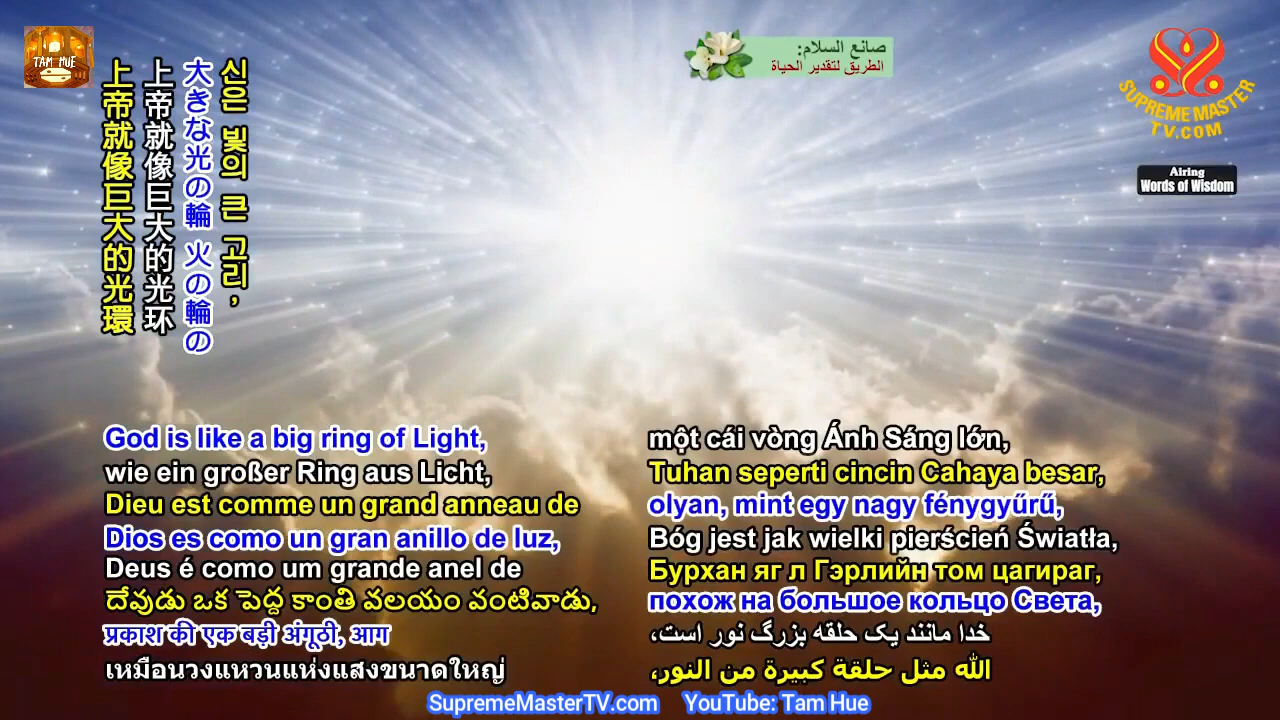 TAM HUE
صانع السلام:
الطريق لتقدير الحياة
SUPREME MASTER
TV.COM
Airing
Words of Wisdom
신은 빛의 큰 고리,
大きな光の輪 火の輪の
上帝就像巨大的光环
上帝就像巨大的光環
God is like a big ring of Light,
wie ein großer Ring aus Licht,
Dieu est comme un grand anneau de
Dios es como un gran anillo de luz,
Deus é como um grande anel de
దేవుడు ఒక పెద్ద కాంతి వలయం వంటివాడు,
प्रकाश की एक बड़ी अंगूठी, आग
เหมือนวงแหวนแห่งแสงขนาดใหญ่
một cái vòng Ánh Sáng lớn,
Tuhan seperti cincin Cahaya besar,
olyan, mint egy nagy fénygyűrű,
Bóg jest jak wielki pierścień Światła,
Бурхан яг л Гэрлийн том цагираг,
похож на большое кольцо Света,
خدا مانند یک حلقه بزرگ نور است،
الله مثل حلقة كبيرة من النور،
SupremeMasterTV.com YouTube: Tam Hue